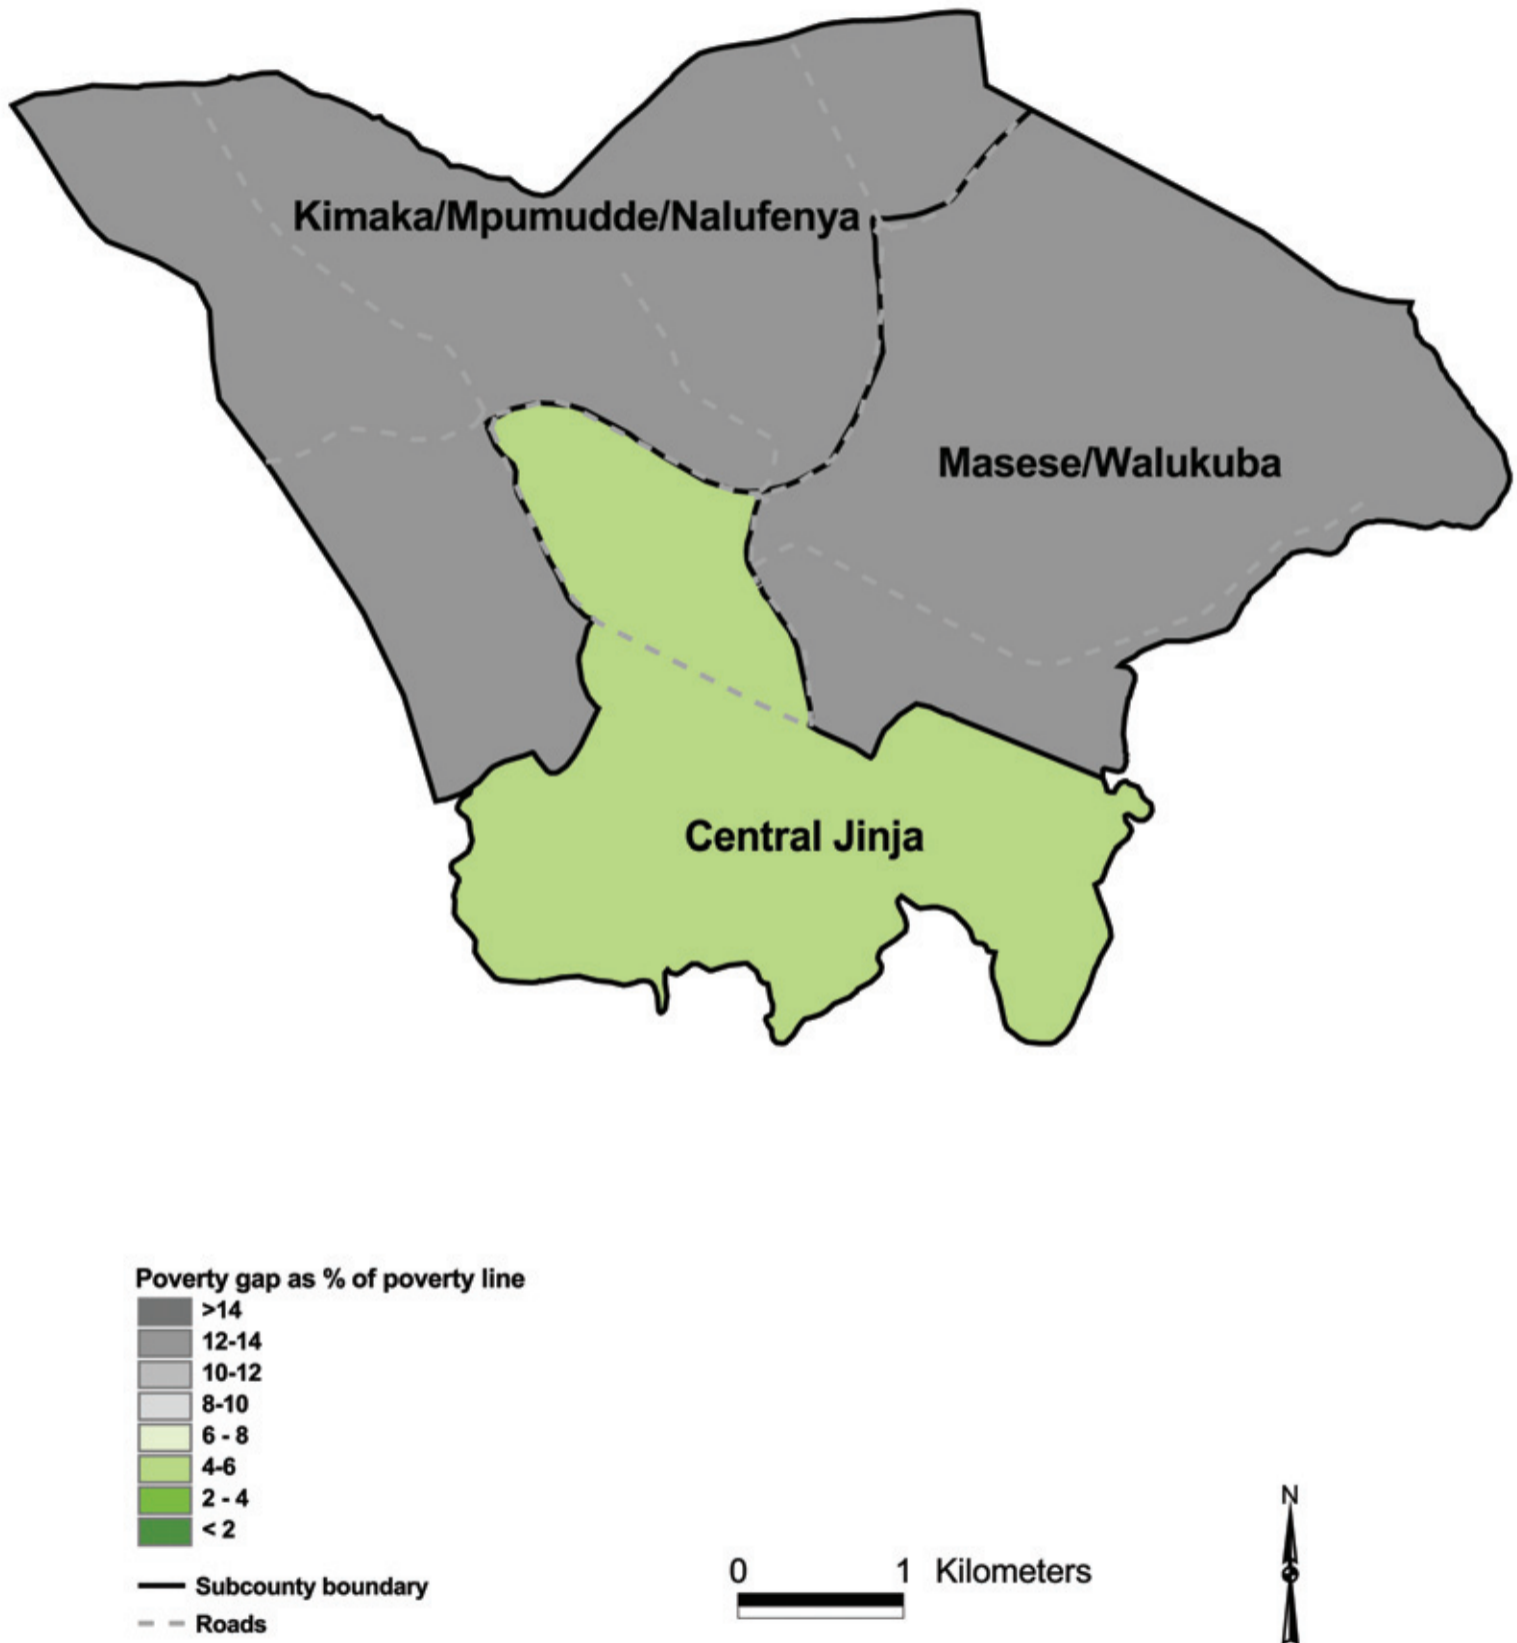 Kimaka/Mpumudde/Nalufenya
Masese/Walukuba
Central Jinja
Poverty gap as % of poverty line
>14
12-14
10-12
8-10
6 - 8
4-6
2 - 4
< 2
Subcounty boundary
Roads
0 1 Kilometers
N